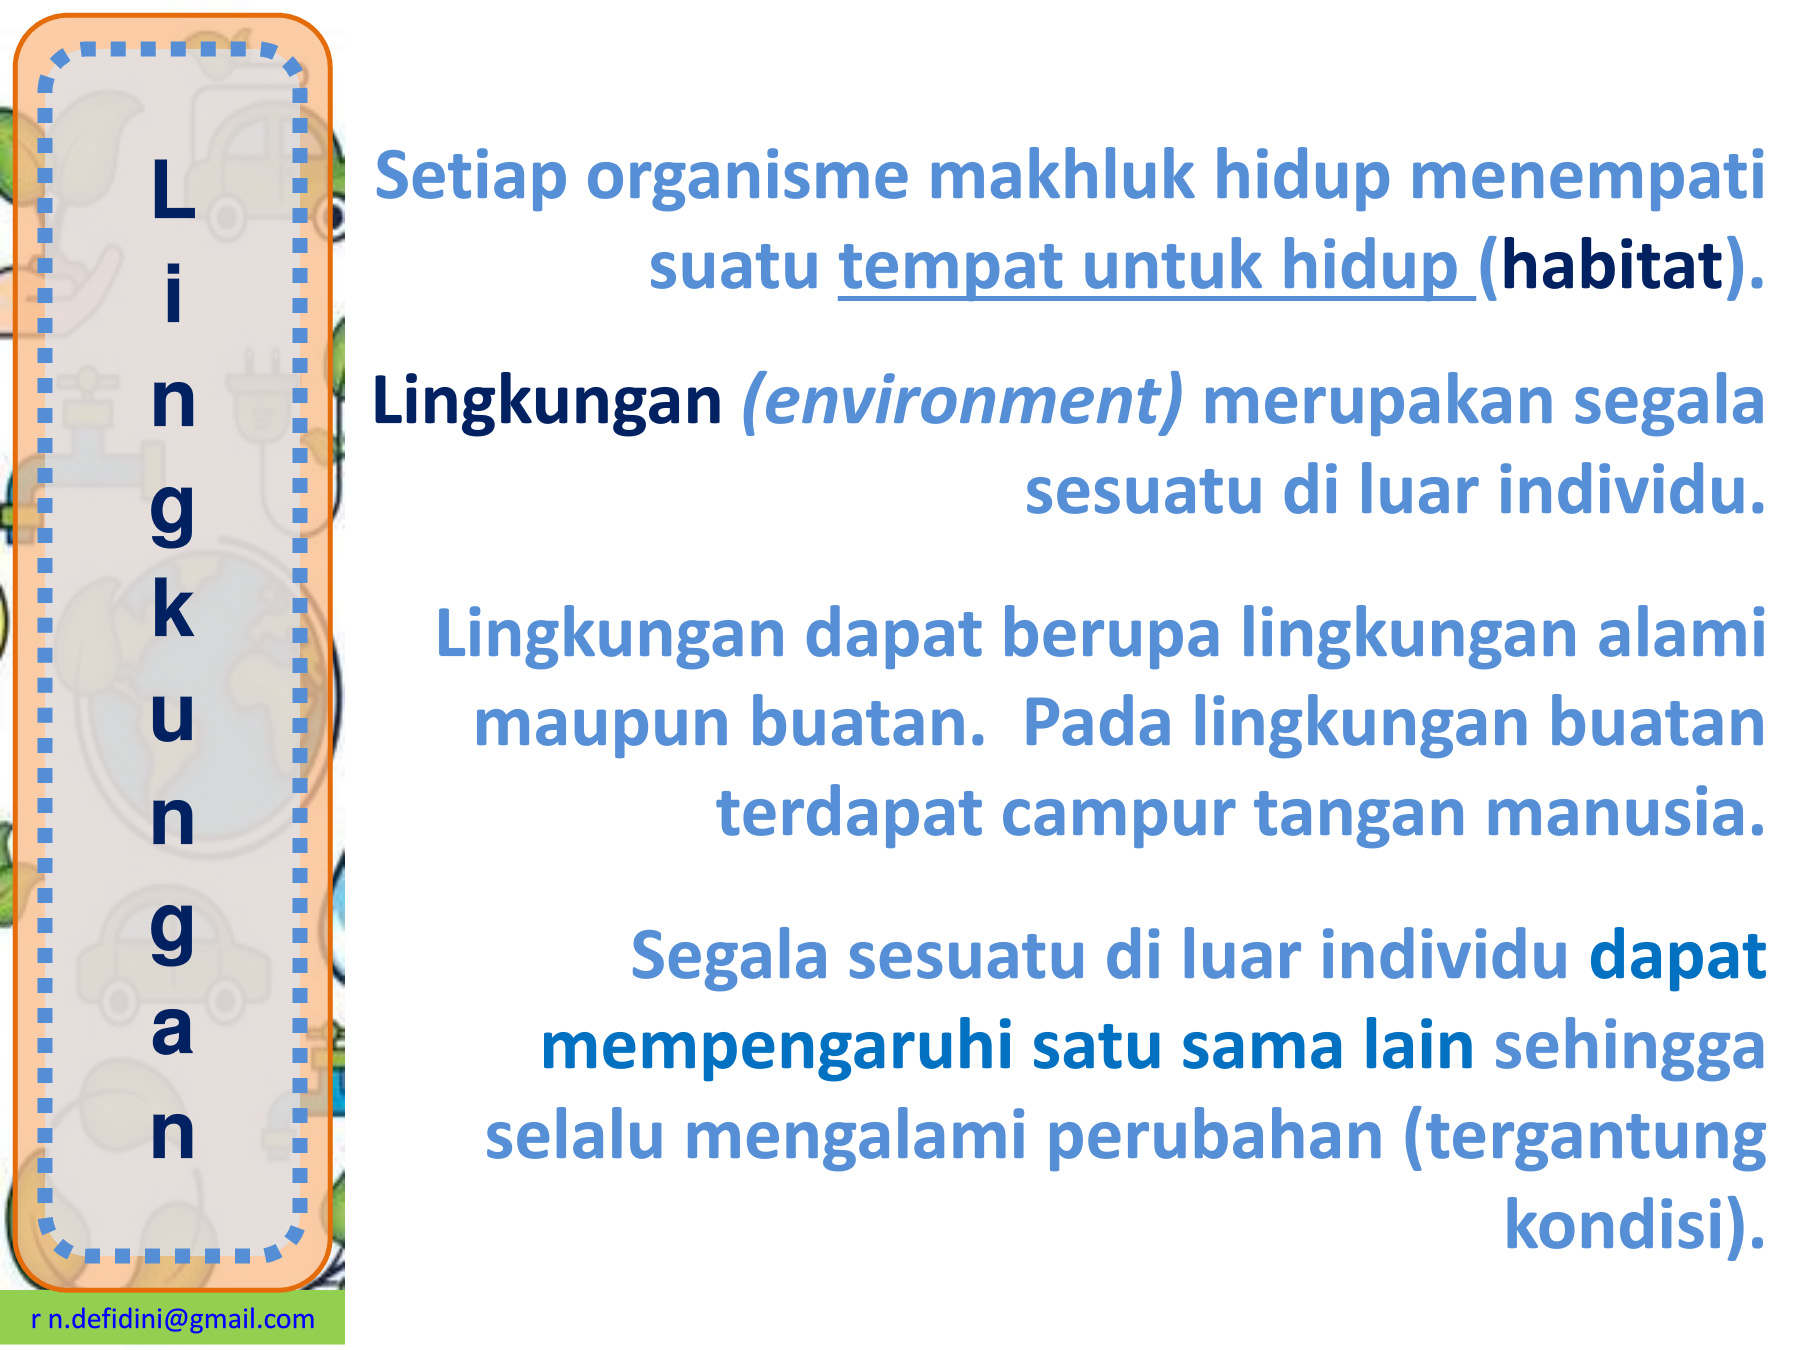 L
i
n
g
k
u
n
g
a
n
Setiap organisme makhluk hidup menempati
suatu tempat untuk hidup (habitat).
Lingkungan (environment) merupakan segala
sesuatu di luar individu.
Lingkungan dapat berupa lingkungan alami
maupun buatan.  Pada lingkungan buatan
terdapat campur tangan manusia.
Segala sesuatu di luar individu dapat
mempengaruhi satu sama lain sehingga
selalu mengalami perubahan (tergantung
kondisi).
r n.defidini@gmail.com